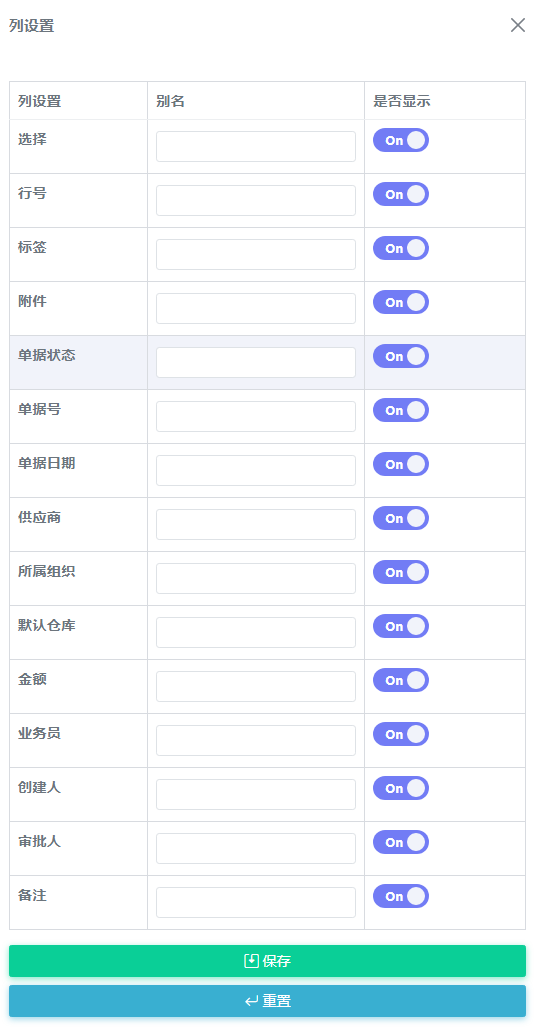 列设置
列设置 别名 是否显示
选择 On
行号 On
标签 On
附件 On
单据状态 On
单据号 On
单据日期 On
供应商 On
所属组织 On
默认仓库 On
金额 On
业务员 On
创建人 On
审批人 On
备注 On
保存
重置